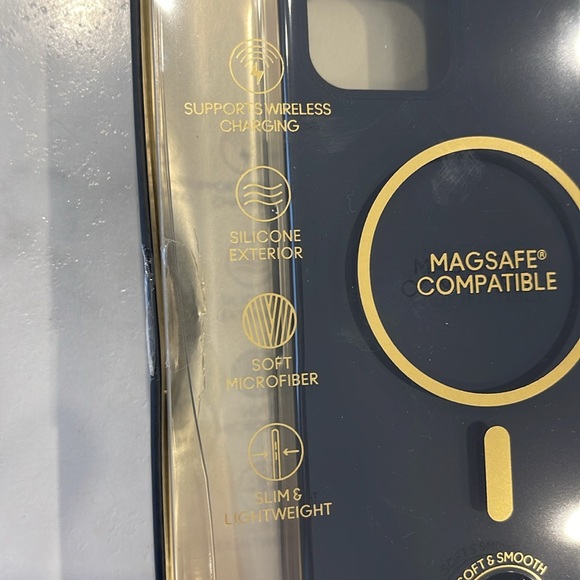 SUPPORTS WIRELESS
CHARGING
SILICONE
EXTERIOR
SOFT
MICROFIBER
SLIM &
LIGHTWEIGHT
MAGSAFE®
COMPATIBLE
SOFT & SMOOTH